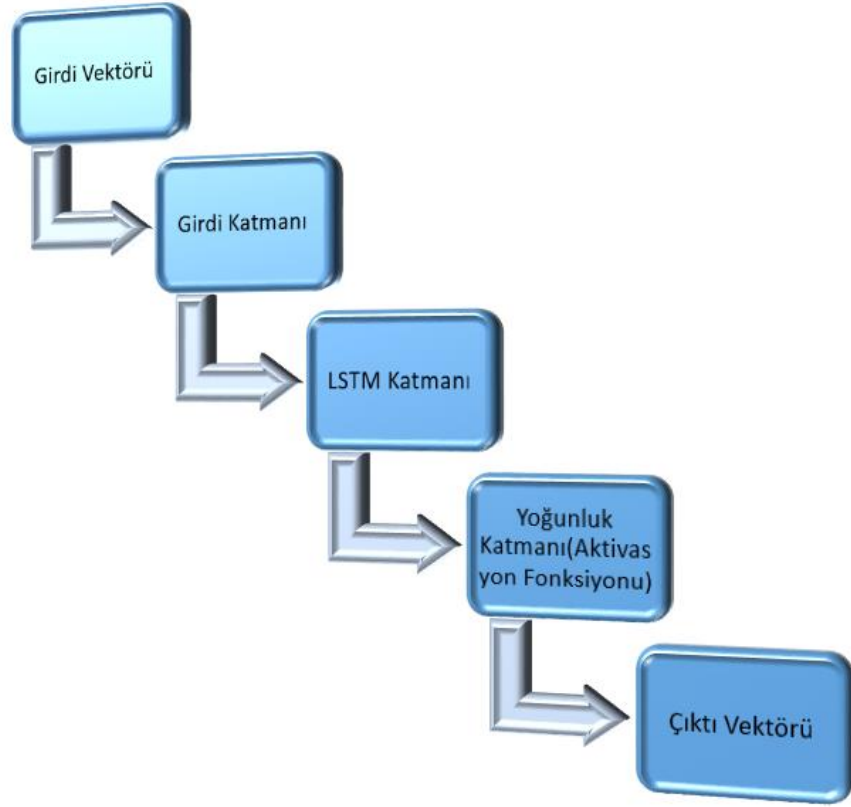 Girdi Vektörü
Girdi Katmanı
LSTM Katmanı
Yoğunluk
Katmanı(Aktivas
yon Fonksiyonu)
Çıktı Vektörü